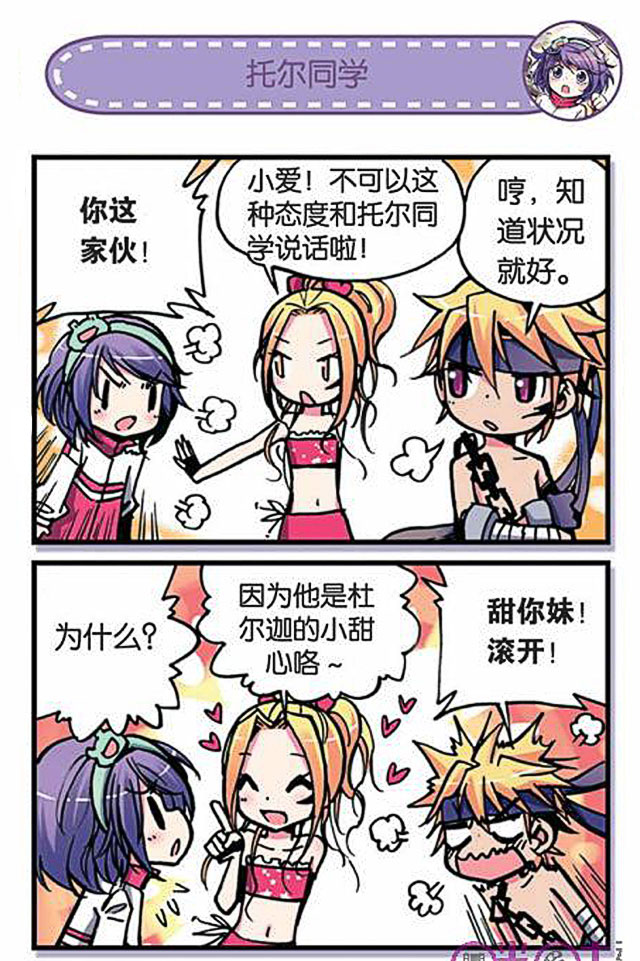 托尔同学
你这
家伙！
小爱！不可以这
种态度和托尔同
学说话啦！
哼，知
道状况
就好。
为什么？
因为他是杜
尔迦的小甜
心咯～
甜你妹！
滚开！